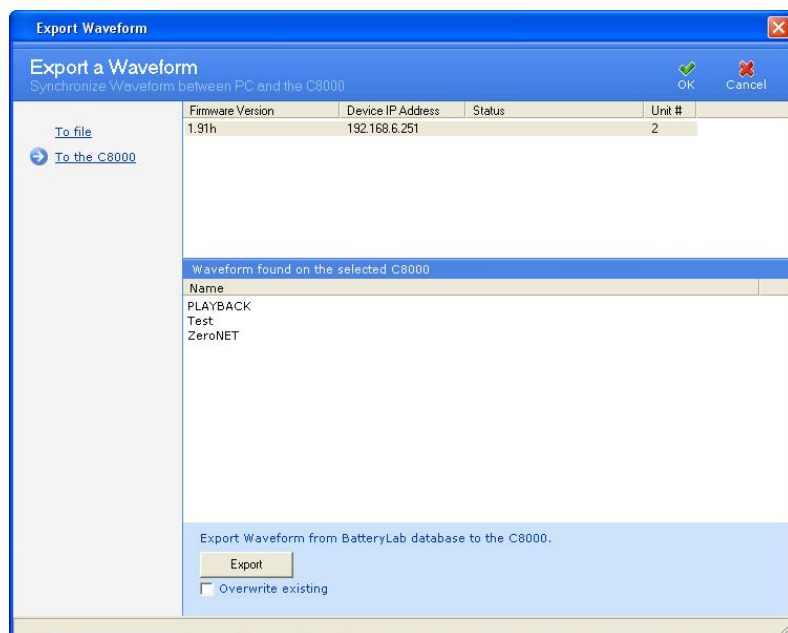 Export Waveform
Export a Waveform
Synchronize Waveform between PC and the C8000
OK Cancel
To file
To the C8000
Firmware Version Device IP Address Status Unit #
1.91h 192.168.6.251 2
Waveform found on the selected C8000
Name
PLAYBACK
Test
ZeroNET
Export Waveform from BatteryLab database to the C8000.
Export
Overwrite existing